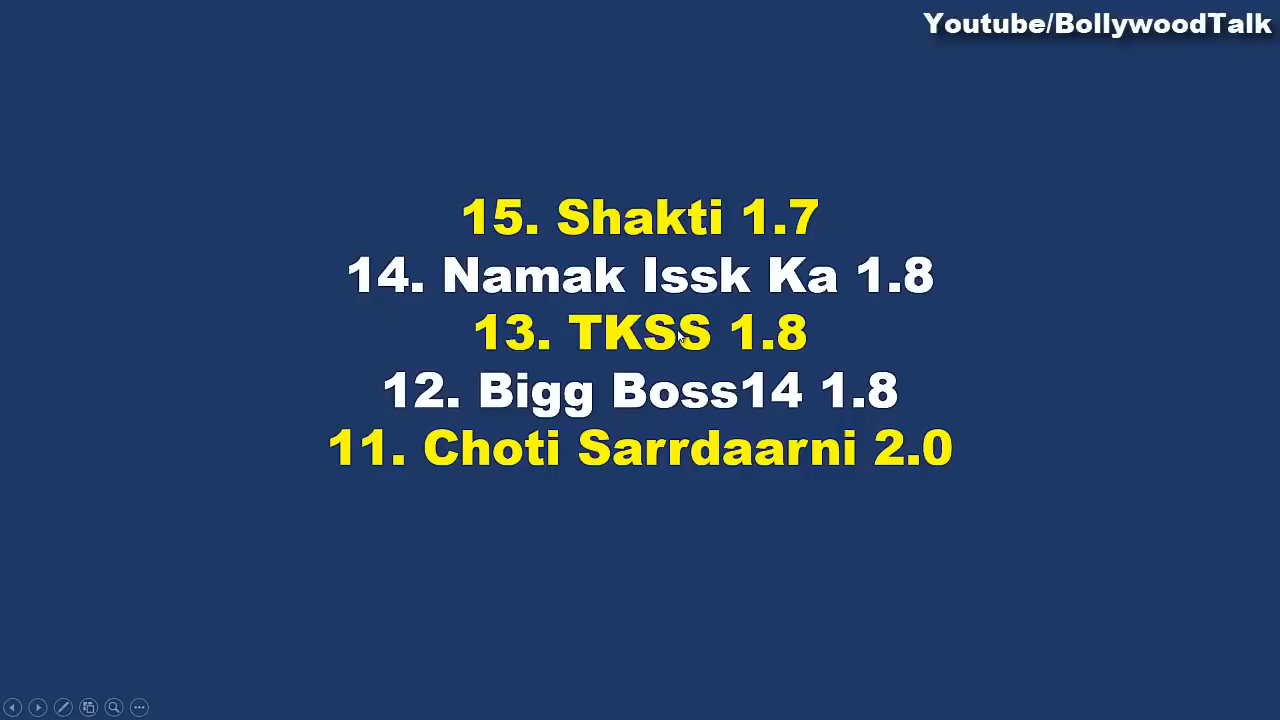 Youtube/BollywoodTalk
15. Shakti 1.7
14. Namak Issk Ka 1.8
13. TKSS 1.8
12. Bigg Boss14 1.8
11. Choti Sarrdaarni 2.0